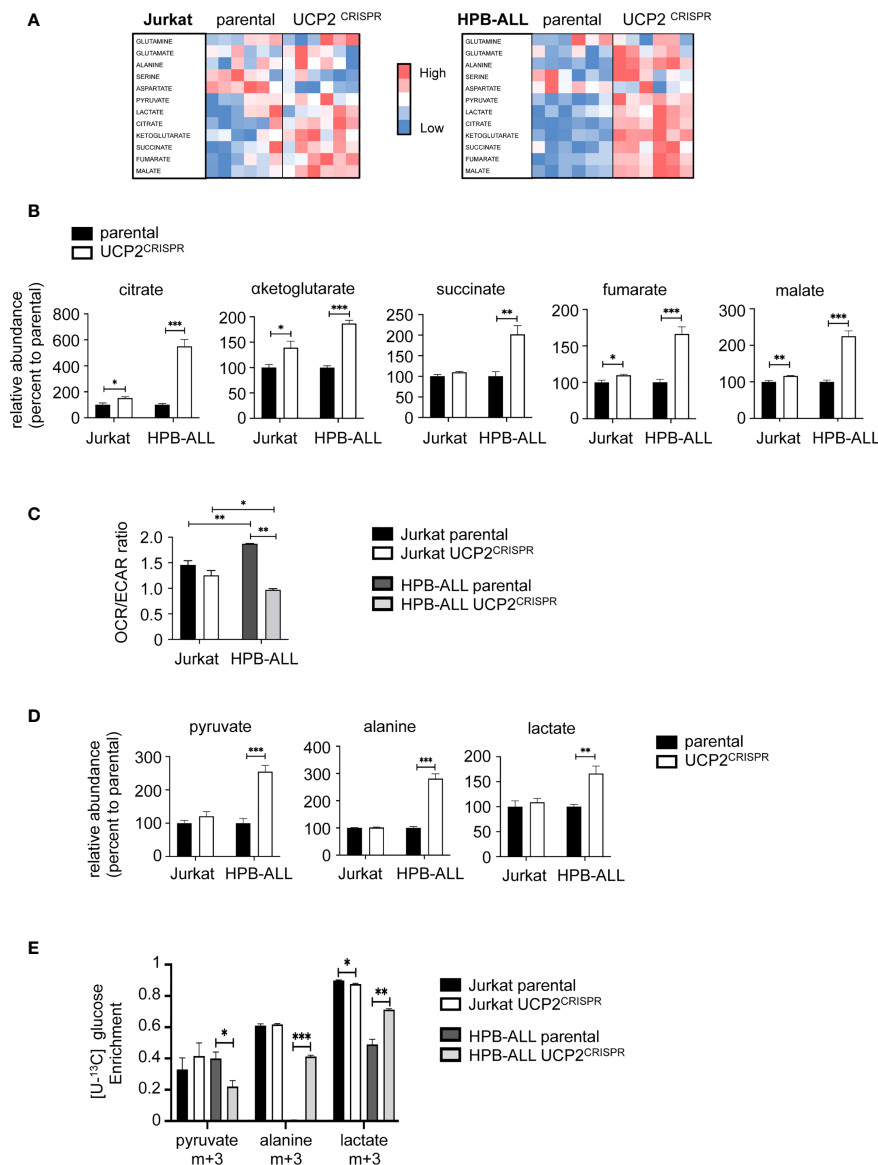 A
Jurkat parental UCP2 CRISPR
GLUTAMINE
GLUTAMATE
ALANINE
SERINE
ASPARTATE
PYRUVATE
LACTATE
CITRATE
KETOGLUTARATE
SUCCINATE
FUMARATE
MALATE
High
Low
HPB-ALL parental UCP2 CRISPR
GLUTAMINE
GLUTAMATE
ALANINE
SERINE
ASPARTATE
PYRUVATE
LACTATE
CITRATE
KETOGLUTARATE
SUCCINATE
FUMARATE
MALATE
B
parental
UCP2CRISPR
relative abundance
(percent to parental)
citrate
800
600
400
200
0
*
***
Jurkat HPB-ALL
αketoglutarate
200
150
100
50
0
*
***
Jurkat HPB-ALL
succinate
250
200
150
100
50
0
**
Jurkat HPB-ALL
fumarate
200
150
100
50
0
*
***
Jurkat HPB-ALL
malate
300
200
100
0
**
***
Jurkat HPB-ALL
C
OCR/ECAR ratio
2.0
1.5
1.0
0.5
0
*
**
**
Jurkat HPB-ALL
Jurkat parental
Jurkat UCP2CRISPR
HPB-ALL parental
HPB-ALL UCP2CRISPR
D
relative abundance
(percent to parental)
pyruvate
300
200
100
0
***
Jurkat HPB-ALL
alanine
400
300
200
100
0
***
Jurkat HPB-ALL
lactate
200
150
100
50
0
**
Jurkat HPB-ALL
parental
UCP2CRISPR
E
[U-13C] glucose
Enrichment
1
0.8
0.6
0.4
0.2
0
*
***
*
**
pyruvate alanine lactate
m+3 m+3 m+3
Jurkat parental
Jurkat UCP2CRISPR
HPB-ALL parental
HPB-ALL UCP2CRISPR